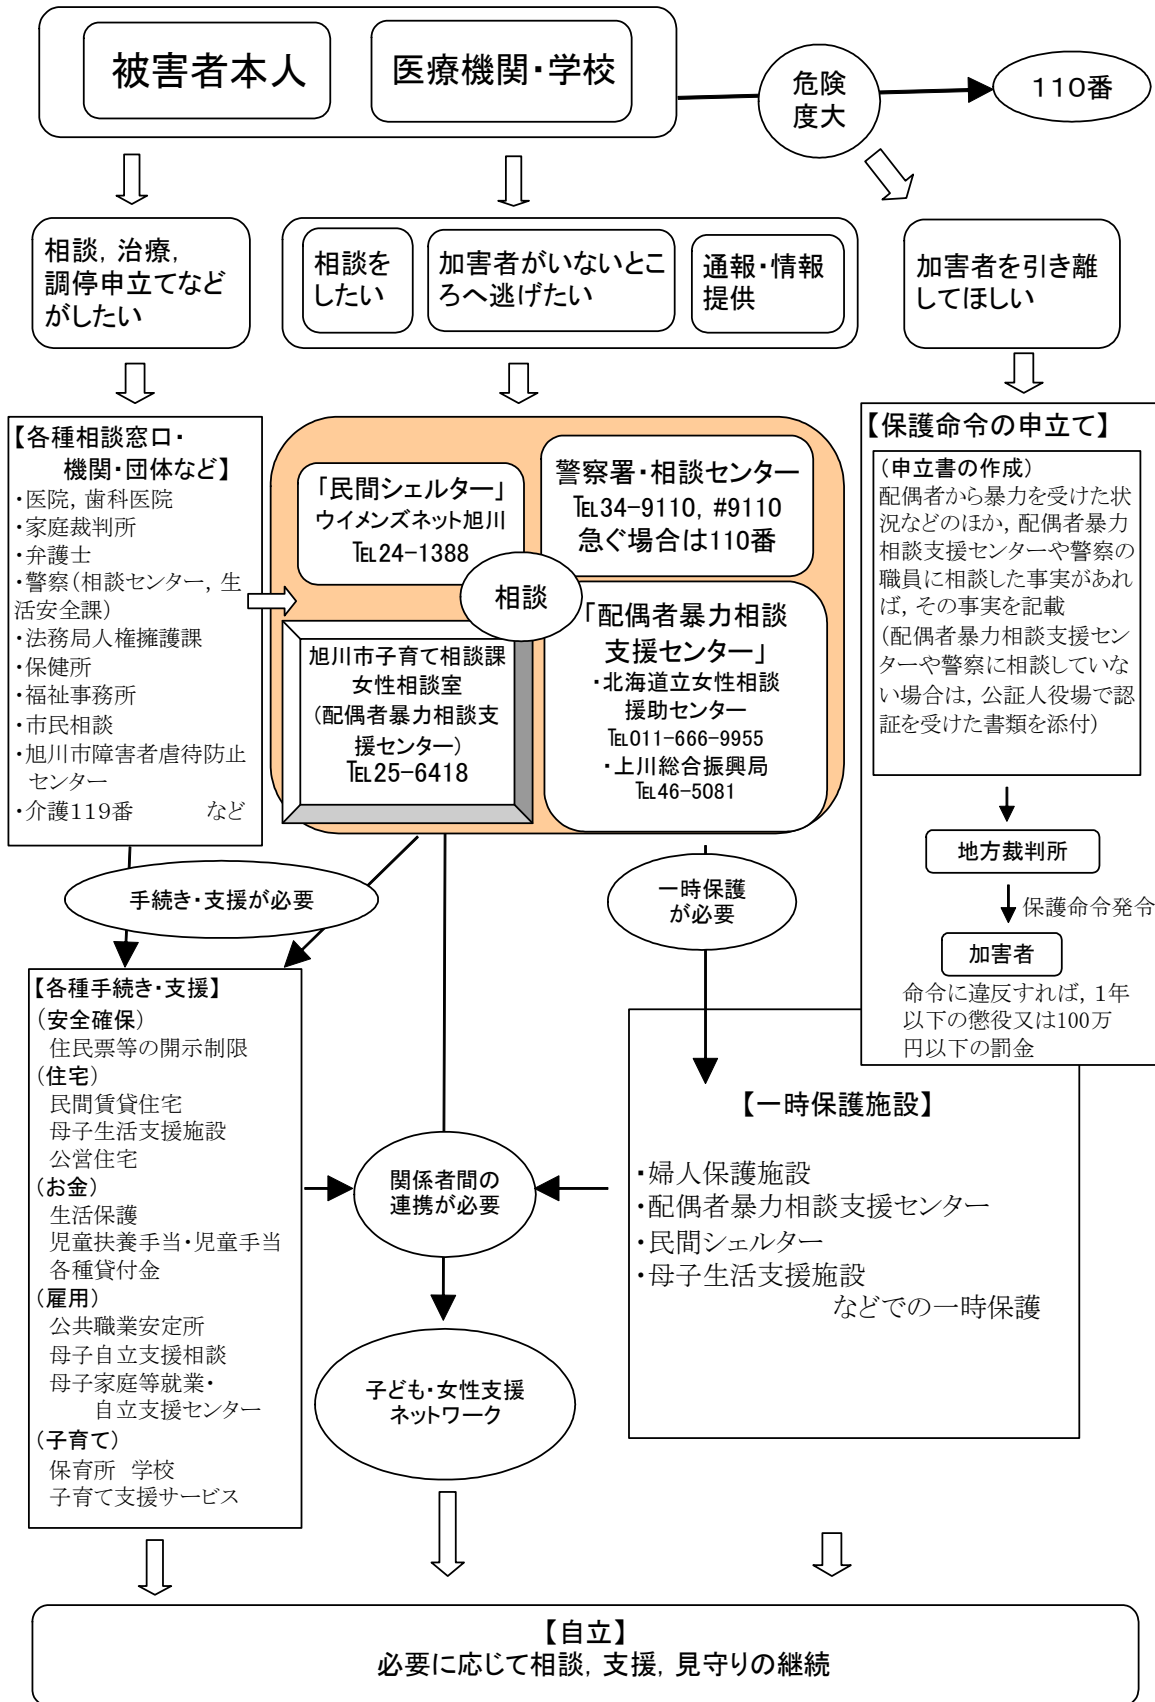 被害者本人
医療機関・学校
危険
度大
110番
相談, 治療,
調停申立てなど
がしたい
相談を
したい
加害者がいないとこ
ろへ逃げたい
通報・情報
提供
加害者を引き離
してほしい
【各種相談窓口・
機関・団体など】
・医院, 歯科医院
・家庭裁判所
・弁護士
・警察(相談センター, 生
活安全課)
・法務局人権擁護課
・保健所
・福祉事務所
・市民相談
・旭川市障害者虐待防止
センター
・介護119番 など
「民間シェルター」
ウイメンズネット旭川
℡24-1388
警察署・相談センター
℡34-9110, #9110
急ぐ場合は110番
相談
旭川市子育て相談課
女性相談室
(配偶者暴力相談支
援センター)
℡25-6418
「配偶者暴力相談
支援センター」
・北海道立女性相談
援助センター
℡011-666-9955
・上川総合振興局
℡46-5081
【保護命令の申立て】
(申立書の作成)
配偶者から暴力を受けた状
況などのほか, 配偶者暴力
相談支援センターや警察の
職員に相談した事実があれ
ば, その事実を記載
(配偶者暴力相談支援セン
ターや警察に相談していな
い場合は, 公証人役場で認
証を受けた書類を添付)
地方裁判所
保護命令発令
加害者
命令に違反すれば, 1年
以下の懲役又は100万
円以下の罰金
手続き・支援が必要
一時保護
が必要
【各種手続き・支援】
(安全確保)
住民票等の開示制限
(住宅)
民間賃貸住宅
母子生活支援施設
公営住宅
(お金)
生活保護
児童扶養手当・児童手当
各種貸付金
(雇用)
公共職業安定所
母子自立支援相談
母子家庭等就業・
自立支援センター
(子育て)
保育所 学校
子育て支援サービス
関係者間の
連携が必要
子ども・女性支援
ネットワーク
【一時保護施設】
・婦人保護施設
・配偶者暴力相談支援センター
・民間シェルター
・母子生活支援施設
などでの一時保護
【自立】
必要に応じて相談, 支援, 見守りの継続